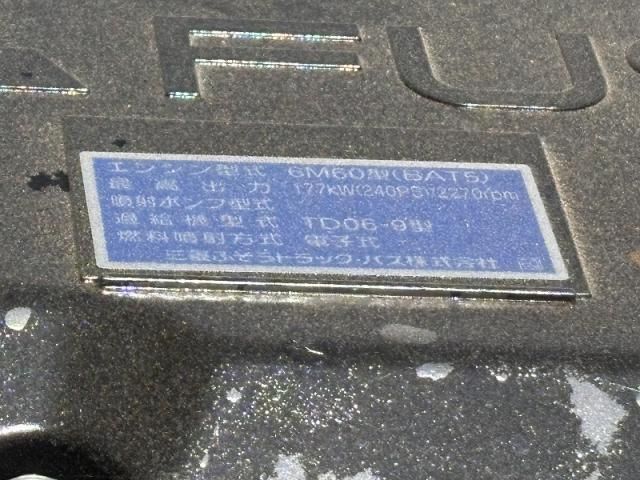 FUS
エンジン型式 6M60型(BAT5)
最高出力 177kW(240PS)/2270rpm
噴射ポンプ型式
過給機型式 TD06-9型
燃料噴射方式 電子式
三菱ふそうトラック・バス株式会社